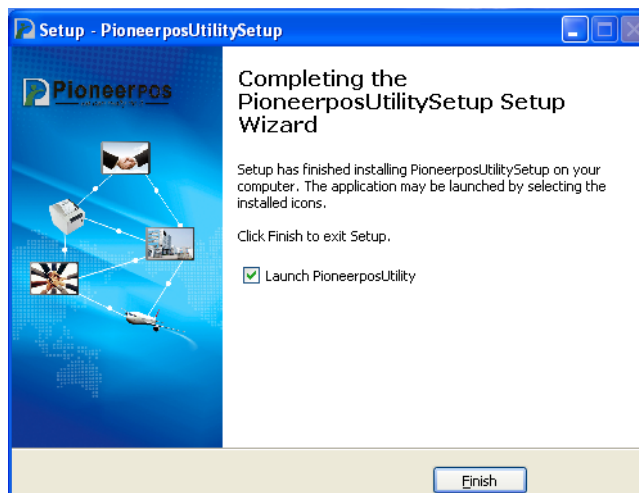 Setup - PioneerposUtilitySetup
Pioneerpos
Completing the
PioneerposUtilitySetup Setup
Wizard
Setup has finished installing PioneerposUtilitySetup on your
computer. The application may be launched by selecting the
installed icons.
Click Finish to exit Setup.
Launch PioneerposUtility
Finish